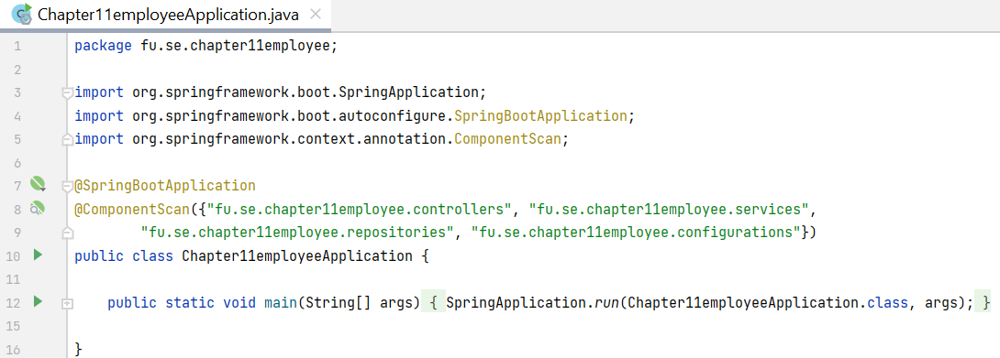 Chapter11employeeApplication.java
1 package fu.se.chapter11employee;
2
3 import org.springframework.boot.SpringApplication;
4 import org.springframework.boot.autoconfigure.SpringBootApplication;
5 import org.springframework.context.annotation.ComponentScan;
6
7 @SpringBootApplication
8 @ComponentScan({"fu.se.chapter11employee.controllers", "fu.se.chapter11employee.services",
9 "fu.se.chapter11employee.repositories", "fu.se.chapter11employee.configurations"})
10 public class Chapter11employeeApplication {
11
12 public static void main(String[] args) { SpringApplication.run(Chapter11employeeApplication.class, args); }
15
16 }